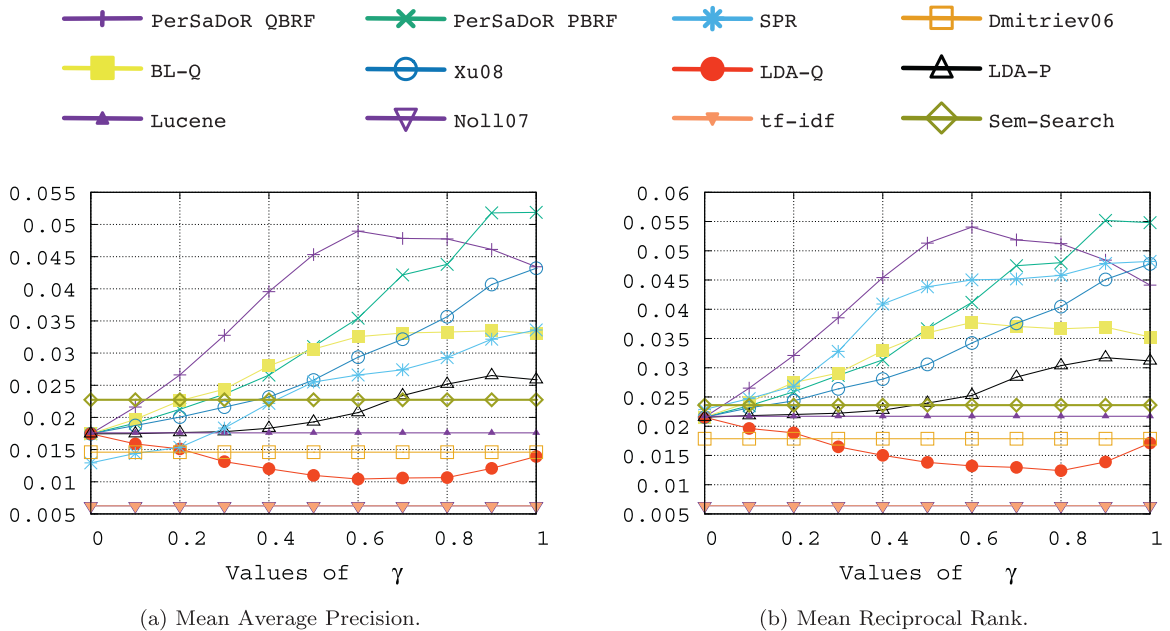 PerSaDoR QBRF PerSaDoR PBRF SPR Dmitriev06
BL-Q Xu08 LDA-Q LDA-P
Lucene Noll07 tf-idf Sem-Search
0.055
0.05
0.045
0.04
0.035
0.03
0.025
0.02
0.015
0.01
0.005
0 0.2 0.4 0.6 0.8 1
Values of γ
(a) Mean Average Precision.
0.06
0.055
0.05
0.045
0.04
0.035
0.03
0.025
0.02
0.015
0.01
0.005
0 0.2 0.4 0.6 0.8 1
Values of γ
(b) Mean Reciprocal Rank.